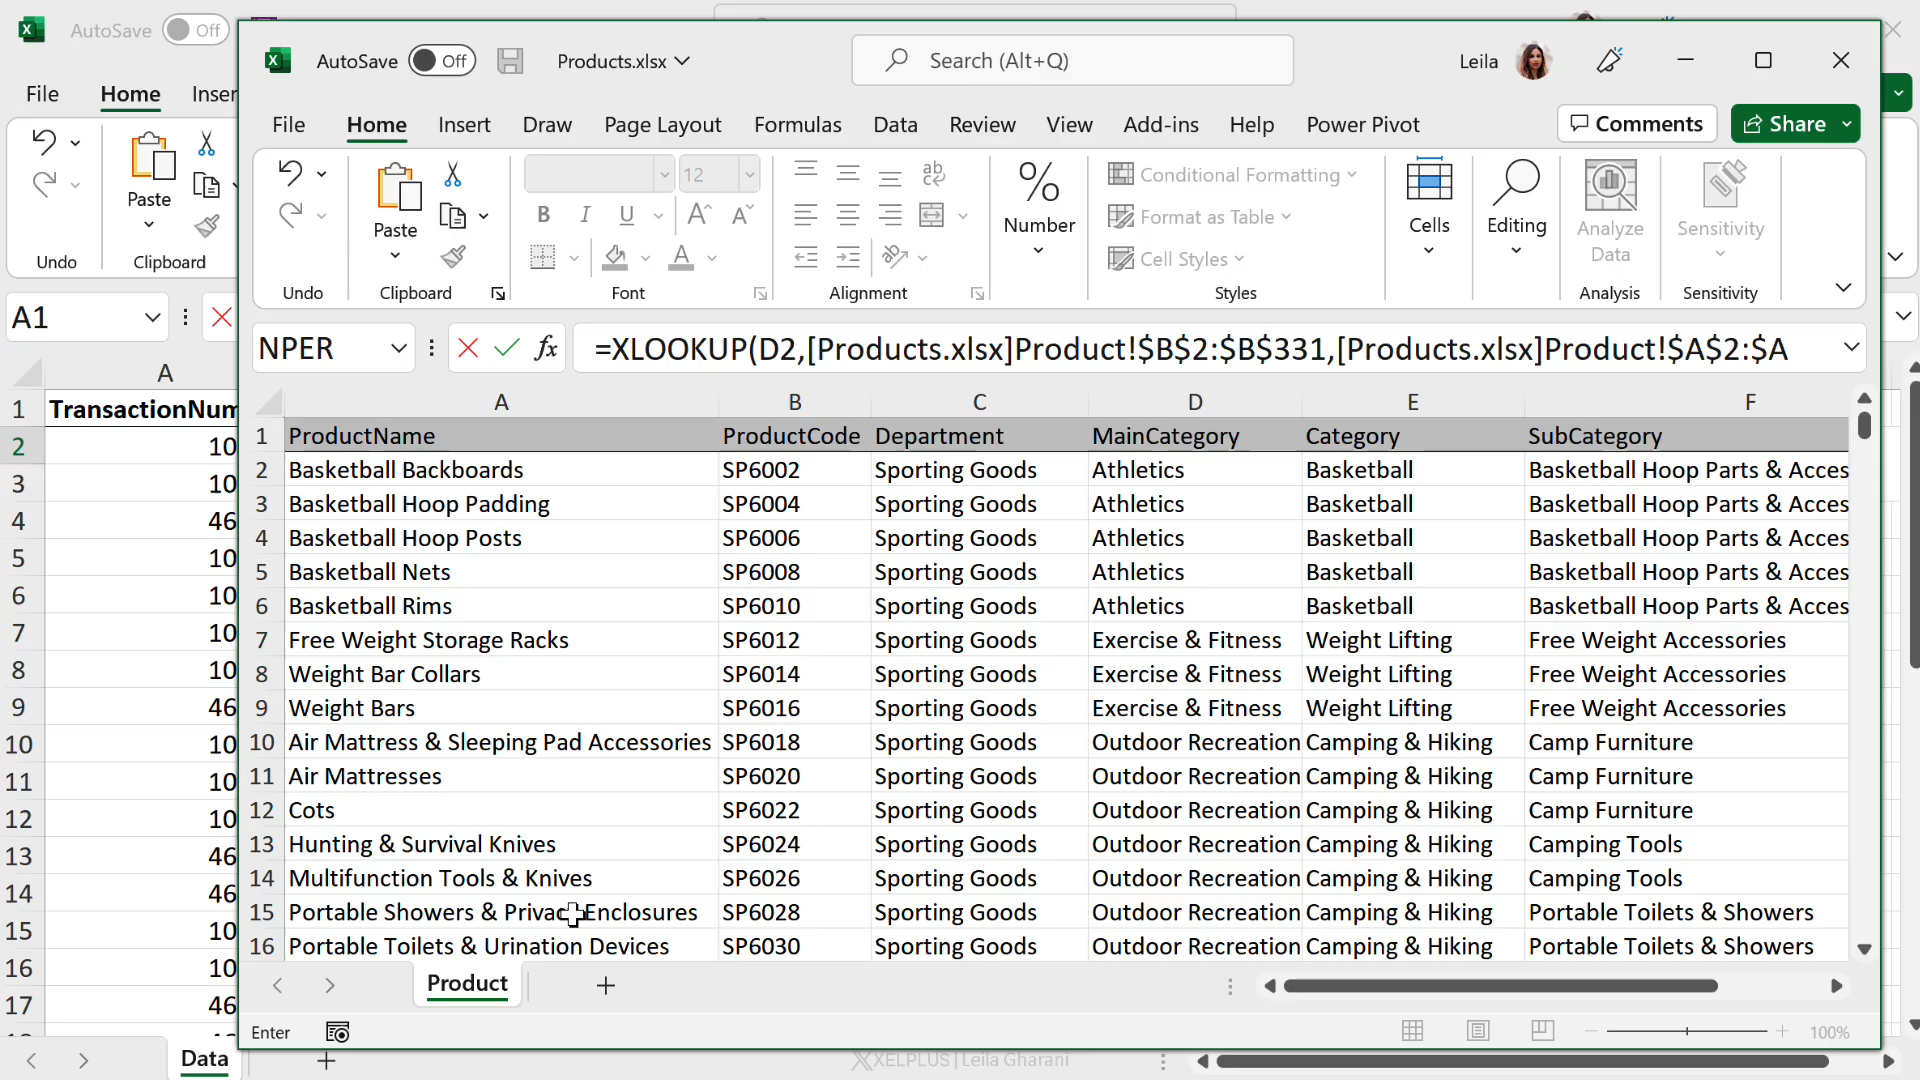 AutoSave Off
File Home Inser
Paste
Undo Clipboard
A1
A
1 TransactionNum
2 10
3 10
4 46
5 10
6 10
7 10
8 10
9 46
10 10
11 10
12 10
13 46
14 46
15 10
16 10
17 46
Data
XELPLUS | Leila Gharani
AutoSave Off Products.xlsx Search (Alt+Q) Leila
File Home Insert Draw Page Layout Formulas Data Review View Add-ins Help Power Pivot Comments Share
Paste 12 B I U A A A ab Number Conditional Formatting Format as Table Cell Styles Cells Editing Analyze Data Sensitivity
Undo Clipboard Font Alignment Styles Analysis Sensitivity
NPER fx =XLOOKUP(D2,[Products.xlsx]Product!$B$2:$B$331,[Products.xlsx]Product!$A$2:$A
A B C D E F
1 ProductName ProductCode Department MainCategory Category SubCategory
2 Basketball Backboards SP6002 Sporting Goods Athletics Basketball Basketball Hoop Parts & Acces
3 Basketball Hoop Padding SP6004 Sporting Goods Athletics Basketball Basketball Hoop Parts & Acces
4 Basketball Hoop Posts SP6006 Sporting Goods Athletics Basketball Basketball Hoop Parts & Acces
5 Basketball Nets SP6008 Sporting Goods Athletics Basketball Basketball Hoop Parts & Acces
6 Basketball Rims SP6010 Sporting Goods Athletics Basketball Basketball Hoop Parts & Acces
7 Free Weight Storage Racks SP6012 Sporting Goods Exercise & Fitness Weight Lifting Free Weight Accessories
8 Weight Bar Collars SP6014 Sporting Goods Exercise & Fitness Weight Lifting Free Weight Accessories
9 Weight Bars SP6016 Sporting Goods Exercise & Fitness Weight Lifting Free Weight Accessories
10 Air Mattress & Sleeping Pad Accessories SP6018 Sporting Goods Outdoor Recreation Camping & Hiking Camp Furniture
11 Air Mattresses SP6020 Sporting Goods Outdoor Recreation Camping & Hiking Camp Furniture
12 Cots SP6022 Sporting Goods Outdoor Recreation Camping & Hiking Camp Furniture
13 Hunting & Survival Knives SP6024 Sporting Goods Outdoor Recreation Camping & Hiking Camping Tools
14 Multifunction Tools & Knives SP6026 Sporting Goods Outdoor Recreation Camping & Hiking Camping Tools
15 Portable Showers & Privacy Enclosures SP6028 Sporting Goods Outdoor Recreation Camping & Hiking Portable Toilets & Showers
16 Portable Toilets & Urination Devices SP6030 Sporting Goods Outdoor Recreation Camping & Hiking Portable Toilets & Showers
Product
Enter 100%